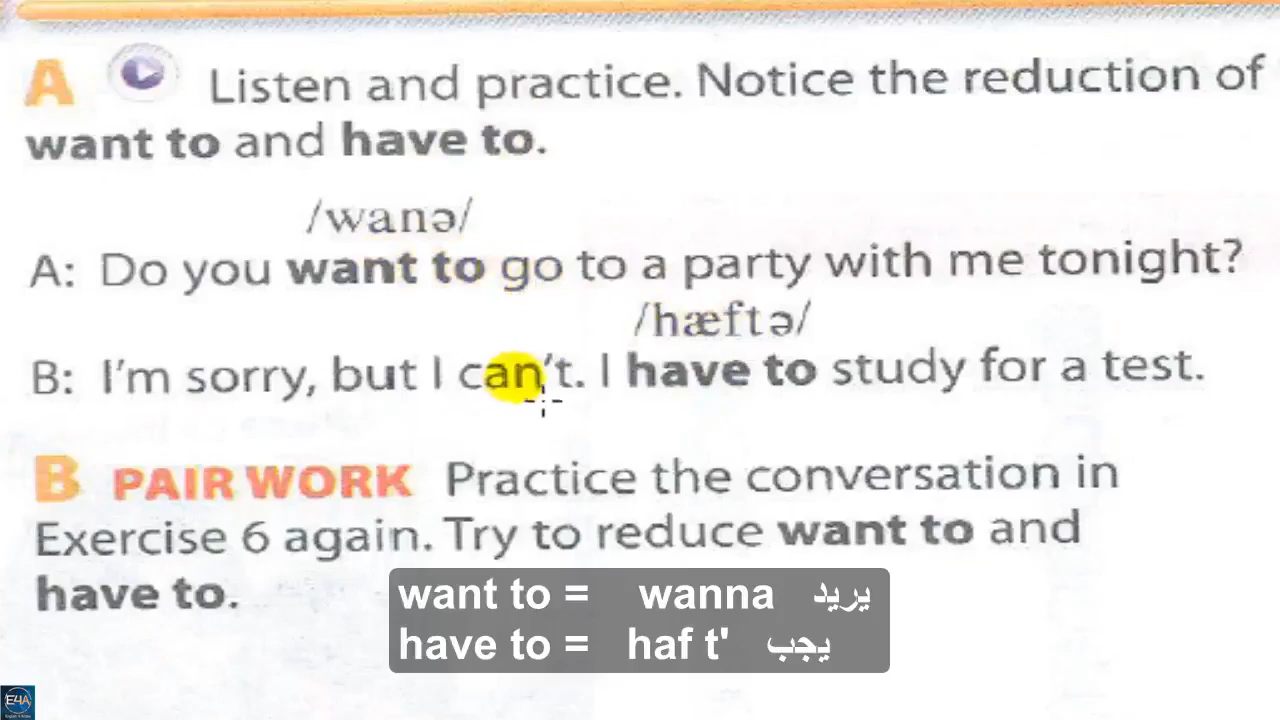 A Listen and practice. Notice the reduction of
want to and have to.
/wanə/
A: Do you want to go to a party with me tonight?
/hæftə/
B: I'm sorry, but I can't. I have to study for a test.
B PAIR WORK Practice the conversation in
Exercise 6 again. Try to reduce want to and
have to.
want to = wanna يريد
have to = haf t' يجب
E4A